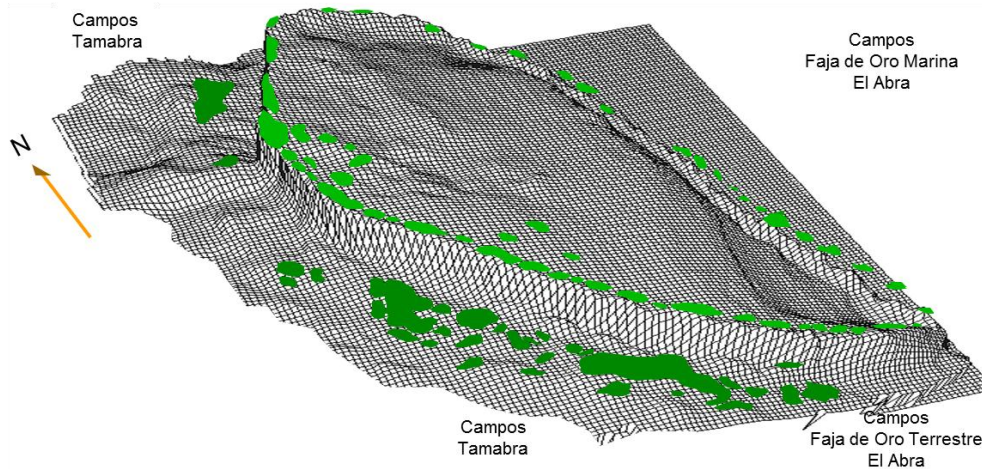 Campos
Tamabra
Campos
Faja de Oro Marina
El Abra
N
Campos
Tamabra
Campos
Faja de Oro Terrestre
El Abra